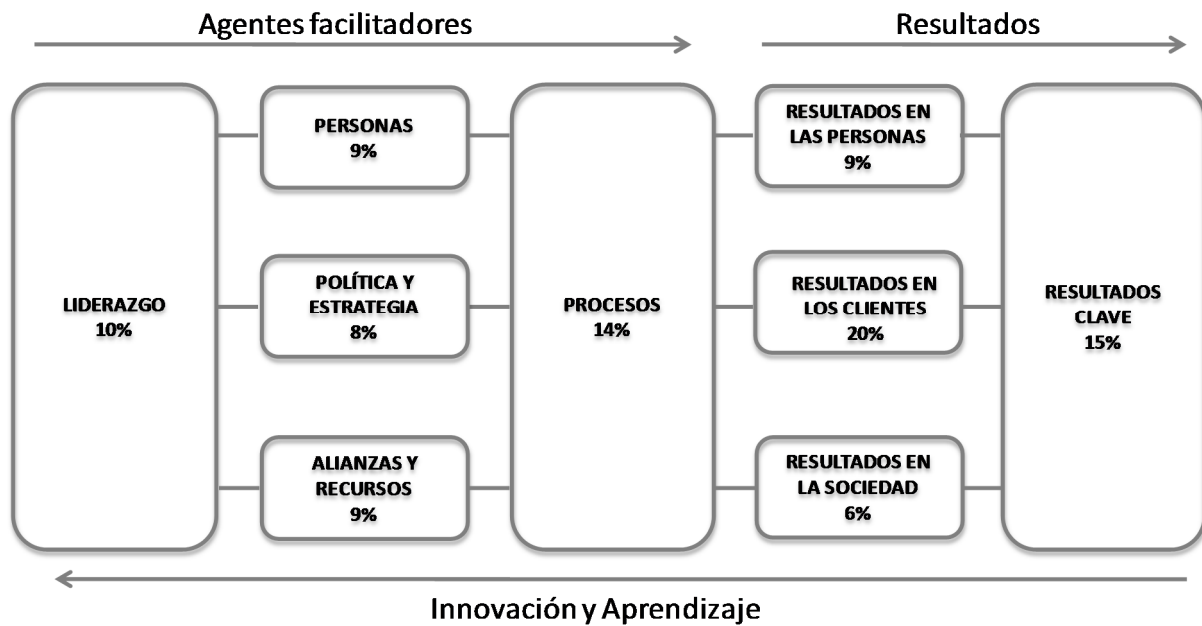 Agentes facilitadores
Resultados
LIDERAZGO
10%
PERSONAS
9%
POLÍTICA Y
ESTRATEGIA
8%
ALIANZAS Y
RECURSOS
9%
PROCESOS
14%
RESULTADOS EN
LAS PERSONAS
9%
RESULTADOS EN
LOS CLIENTES
20%
RESULTADOS EN
LA SOCIEDAD
6%
RESULTADOS
CLAVE
15%
Innovación y Aprendizaje